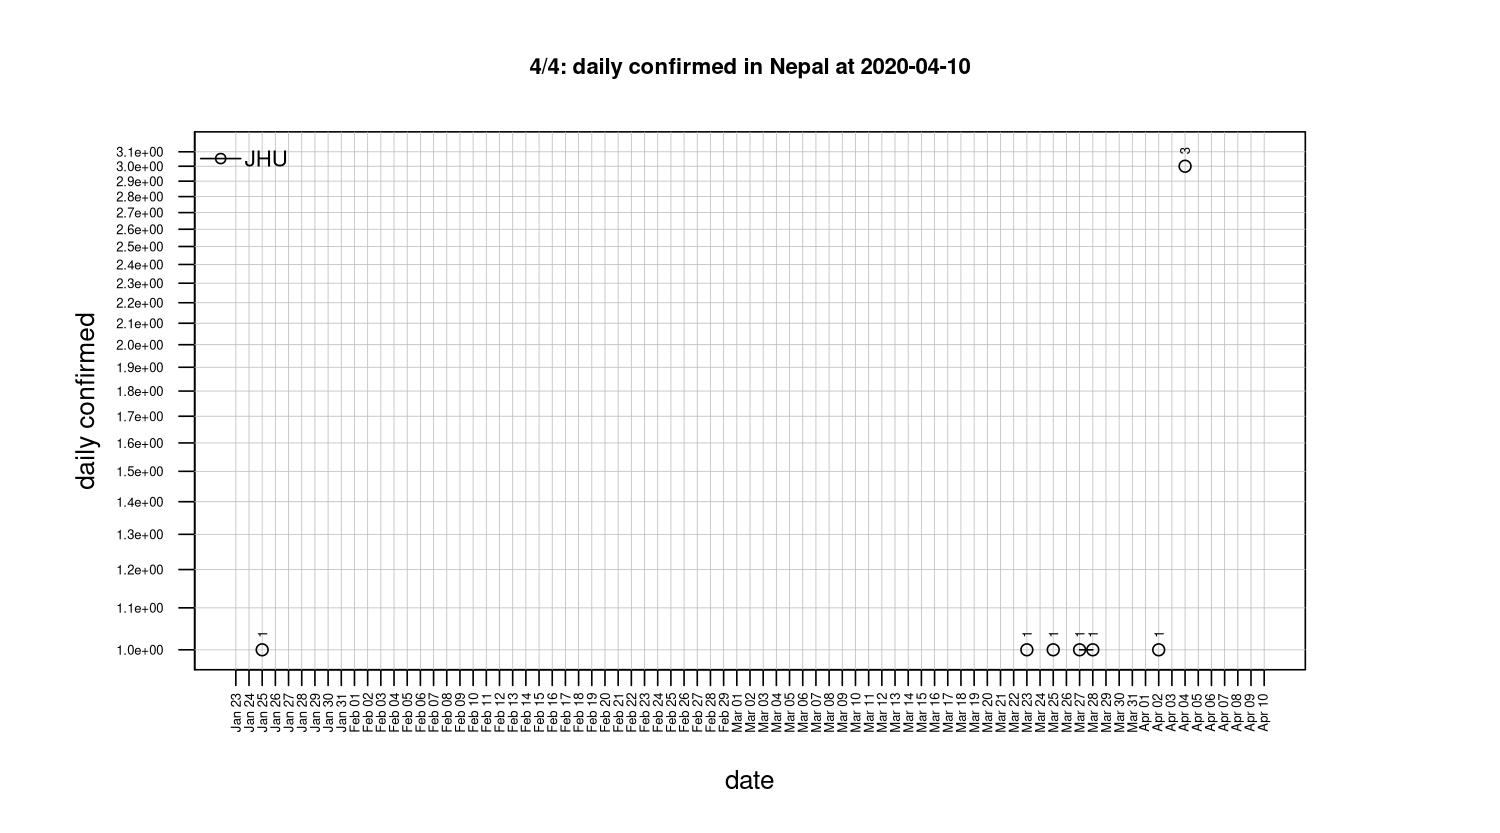 4/4: daily confirmed in Nepal at 2020-04-10
JHU
daily confirmed
3.1e+00
3.0e+00
2.9e+00
2.8e+00
2.7e+00
2.6e+00
2.5e+00
2.4e+00
2.3e+00
2.2e+00
2.1e+00
2.0e+00
1.9e+00
1.8e+00
1.7e+00
1.6e+00
1.5e+00
1.4e+00
1.3e+00
1.2e+00
1.1e+00
1.0e+00
1
1
1
1
1
1
3
Jan 23
Jan 24
Jan 25
Jan 26
Jan 27
Jan 28
Jan 29
Jan 30
Jan 31
Feb 01
Feb 02
Feb 03
Feb 04
Feb 05
Feb 06
Feb 07
Feb 08
Feb 09
Feb 10
Feb 11
Feb 12
Feb 13
Feb 14
Feb 15
Feb 16
Feb 17
Feb 18
Feb 19
Feb 20
Feb 21
Feb 22
Feb 23
Feb 24
Feb 25
Feb 26
Feb 27
Feb 28
Feb 29
Mar 01
Mar 02
Mar 03
Mar 04
Mar 05
Mar 06
Mar 07
Mar 08
Mar 09
Mar 10
Mar 11
Mar 12
Mar 13
Mar 14
Mar 15
Mar 16
Mar 17
Mar 18
Mar 19
Mar 20
Mar 21
Mar 22
Mar 23
Mar 24
Mar 25
Mar 26
Mar 27
Mar 28
Mar 29
Mar 30
Mar 31
Apr 01
Apr 02
Apr 03
Apr 04
Apr 05
Apr 06
Apr 07
Apr 08
Apr 09
Apr 10
date